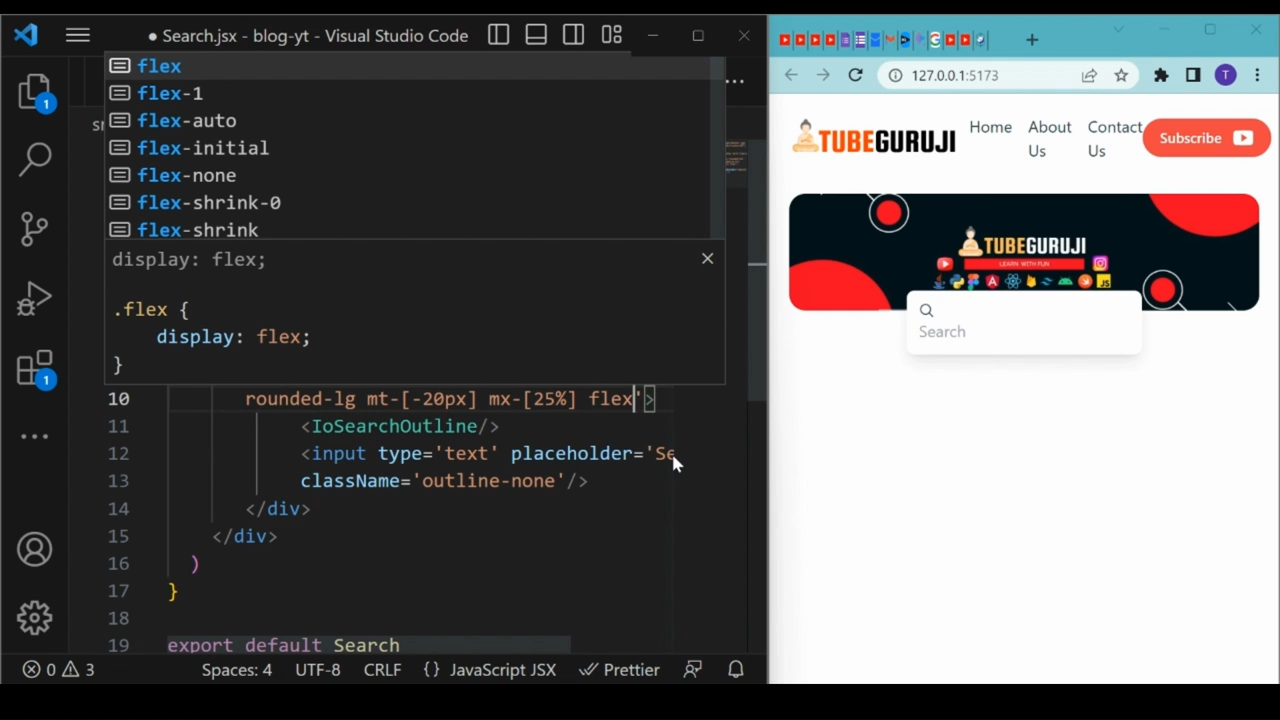 Search.jsx - blog-yt - Visual Studio Code
flex
flex-1
flex-auto
flex-initial
flex-none
flex-shrink-0
flex-shrink
display: flex;
.flex {
display: flex;
}
10 rounded-lg mt-[-20px] mx-[25%] flex'>
11 <IoSearchOutline/>
12 <input type='text' placeholder='Se
13 className='outline-none'/>
14 </div>
15 </div>
16 )
17 }
18
19 export default Search
1
1
0 3
Spaces: 4 UTF-8 CRLF {} JavaScript JSX Prettier
127.0.0.1:5173
T
TUBEGURUJI
Home
About Us
Contact Us
Subscribe
TUBEGURUJI
LEARN WITH FUN
JS
Search